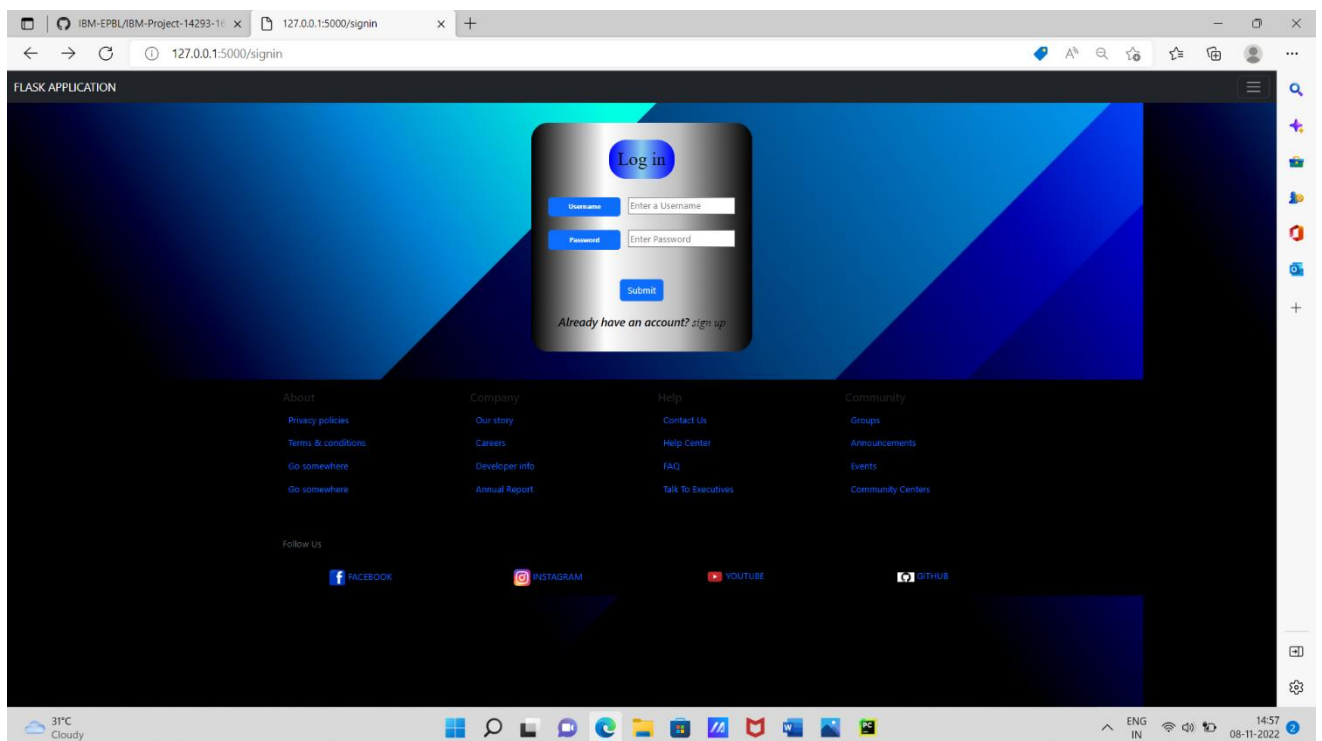 IBM-EPBL/IBM-Project-14293-16
127.0.0.1:5000/signin
127.0.0.1:5000/signin
FLASK APPLICATION
Log in
Username Enter a Username
Password Enter Password
Submit
Already have an account? sign up
About Company Help Community
Privacy policies Our story Contact Us Groups
Terms & conditions Careers Help Center Announcements
Go somewhere Developer info FAQ Events
Go somewhere Annual Report Talk To Executives Community Centers
Follow Us
FACEBOOK INSTAGRAM YOUTUBE GITHUB
31°C
Cloudy
ENG
IN
14:57
08-11-2022
2